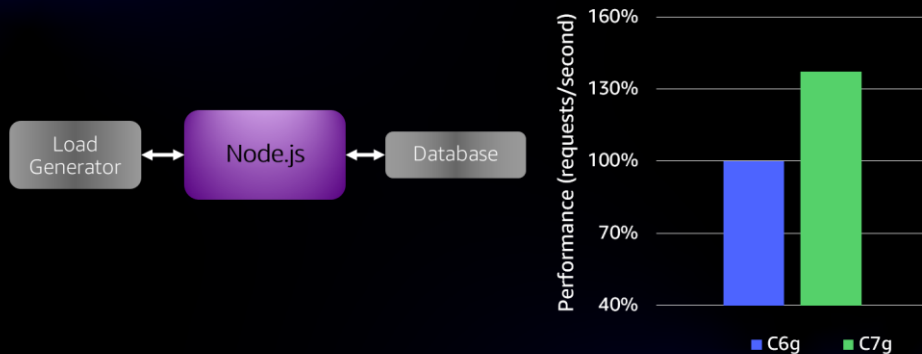 Load
Generator
Node.js
Database
Performance (requests/second)
160%
130%
100%
70%
40%
C6g
C7g